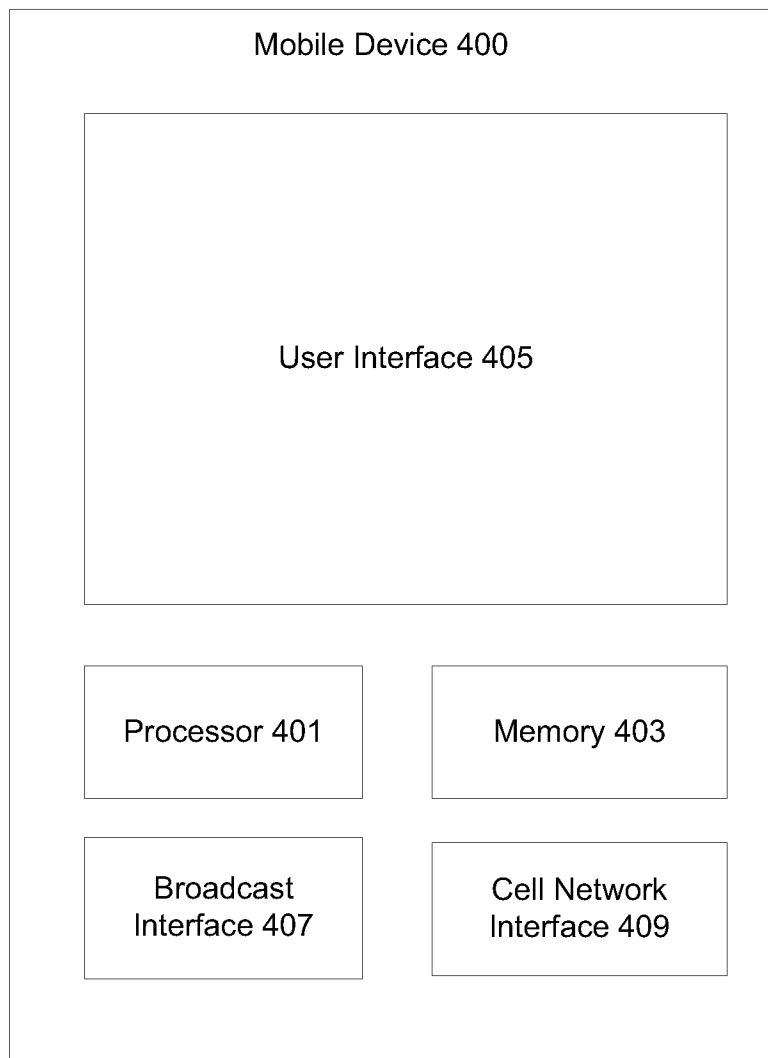 Mobile Device 400
User Interface 405
Processor 401
Memory 403
Broadcast
Interface 407
Cell Network
Interface 409